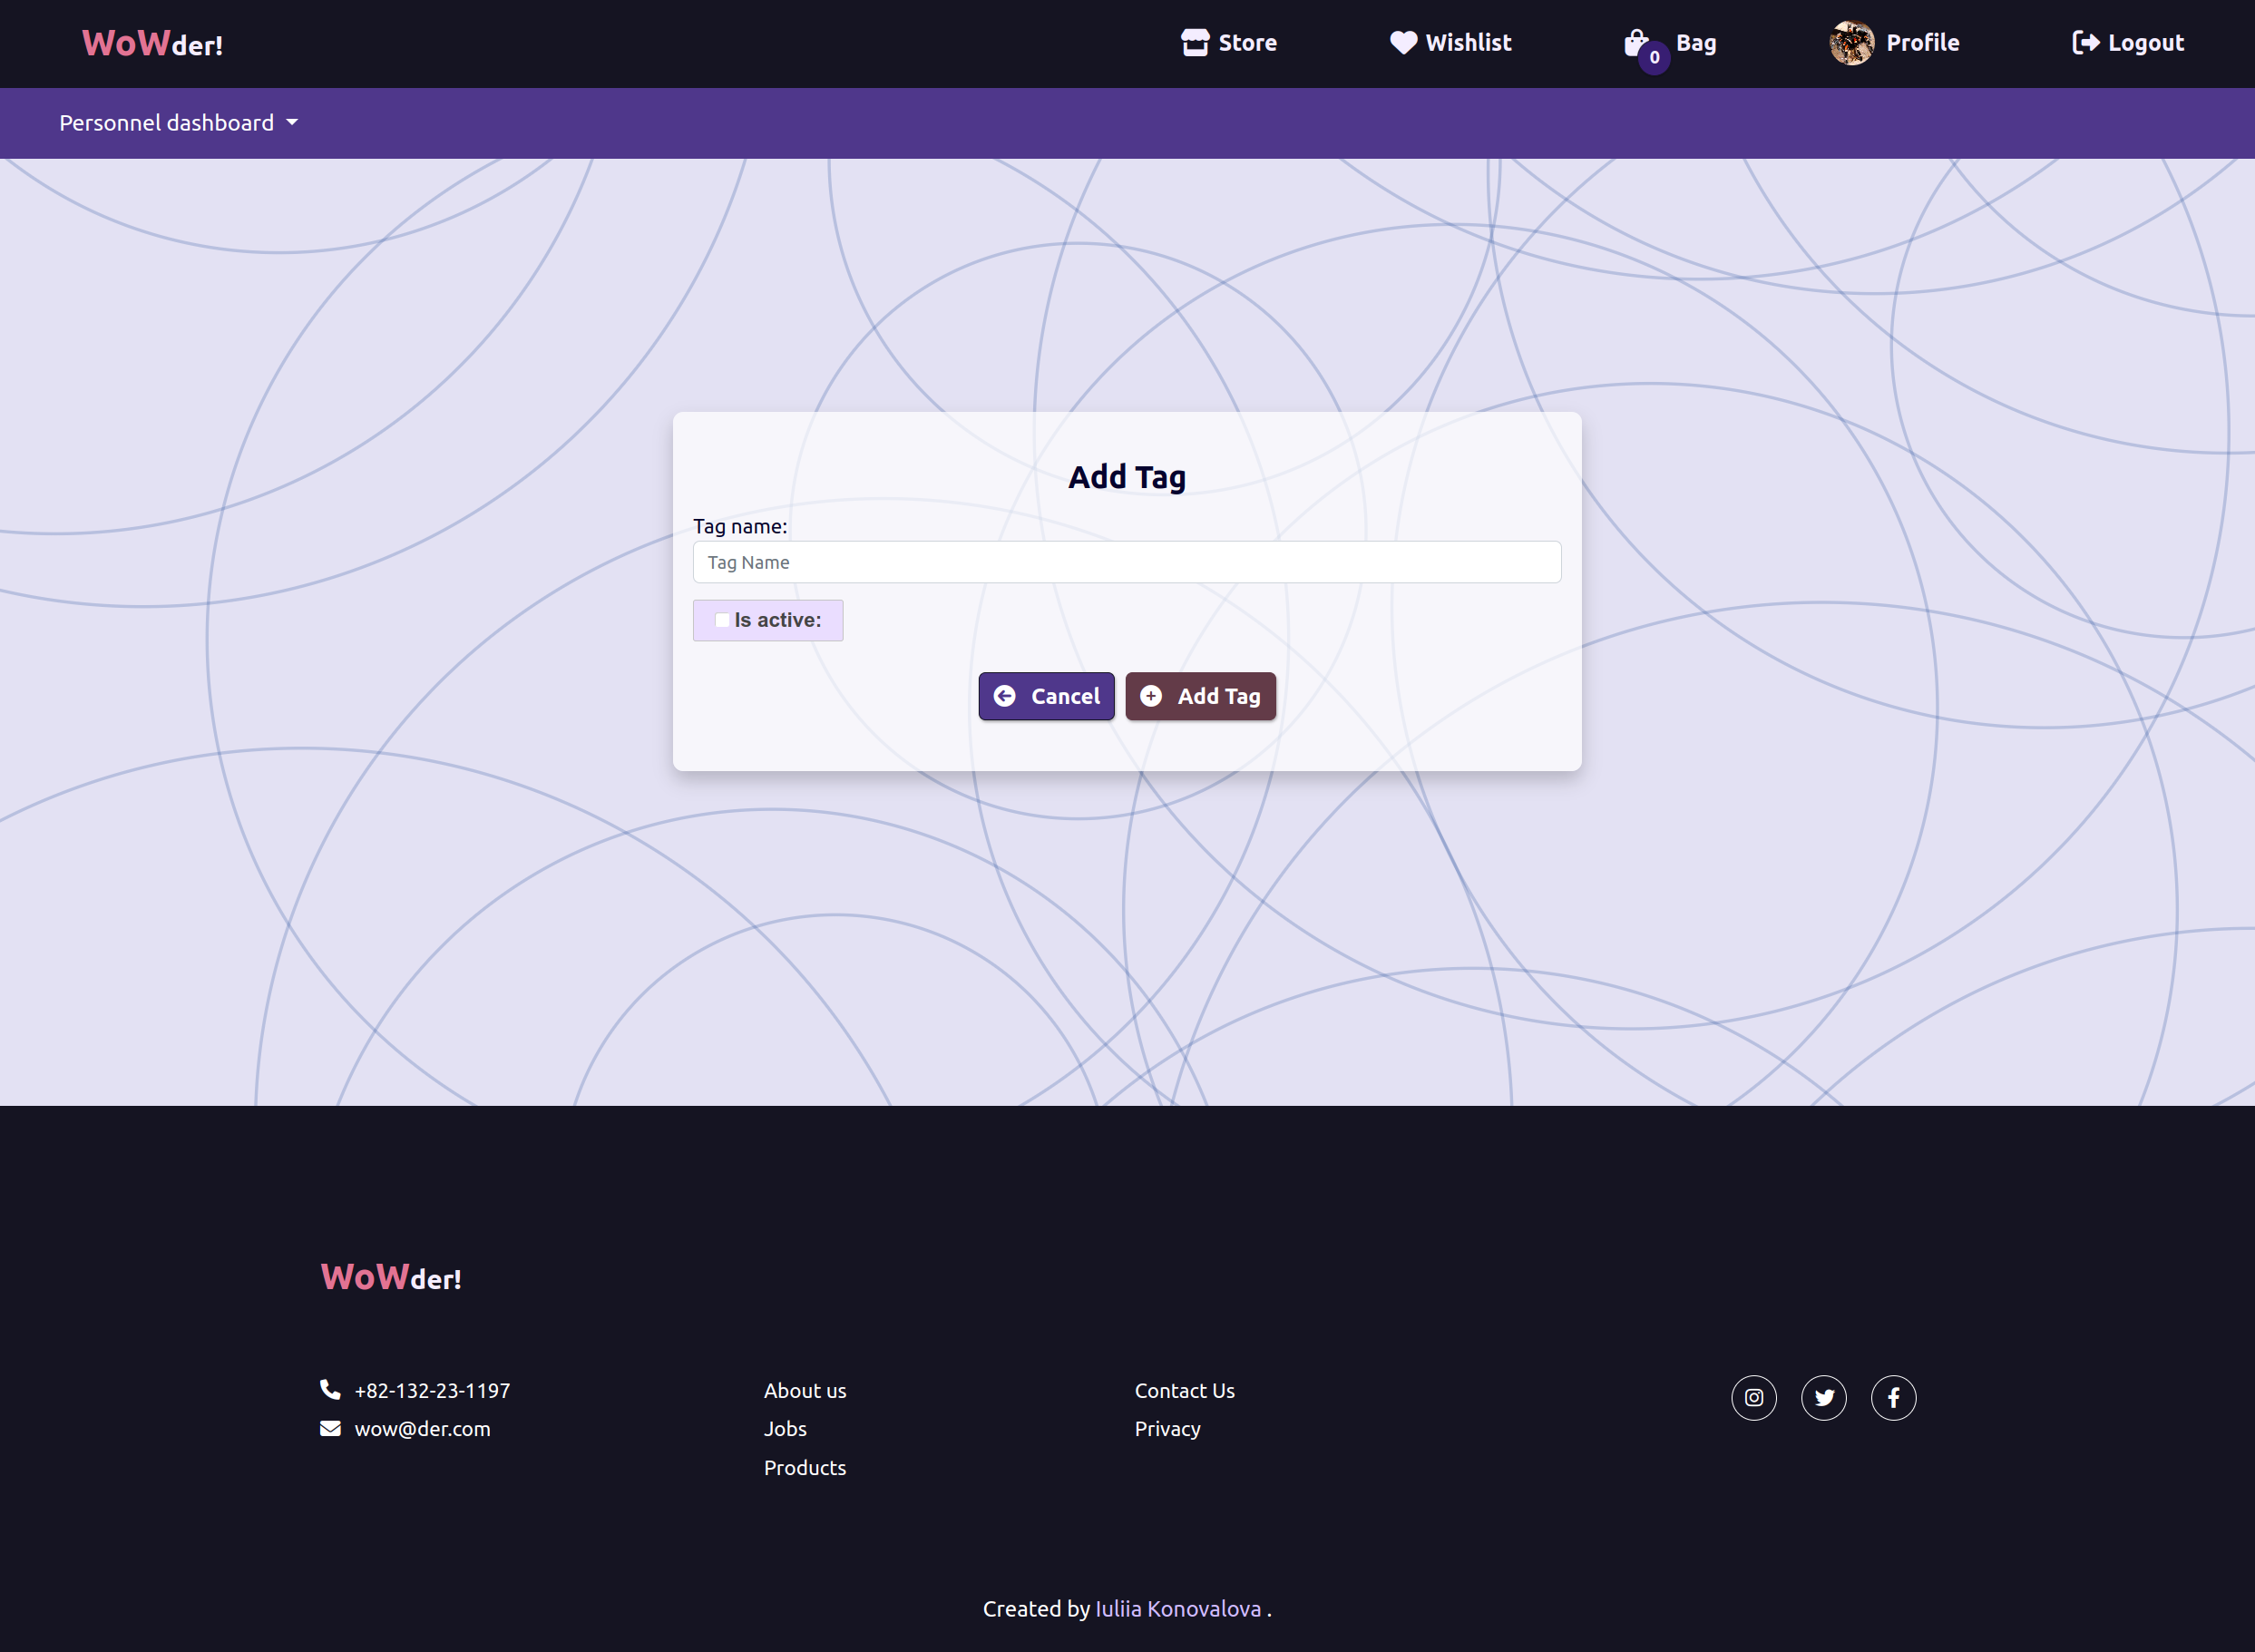 WoWder!
Store
Wishlist
0
Bag
Profile
Logout
Personnel dashboard
Add Tag
Tag name:
Tag Name
Is active:
Cancel
Add Tag
WoWder!
+82-132-23-1197
wow@der.com
About us
Jobs
Products
Contact Us
Privacy
Created by Iuliia Konovalova .